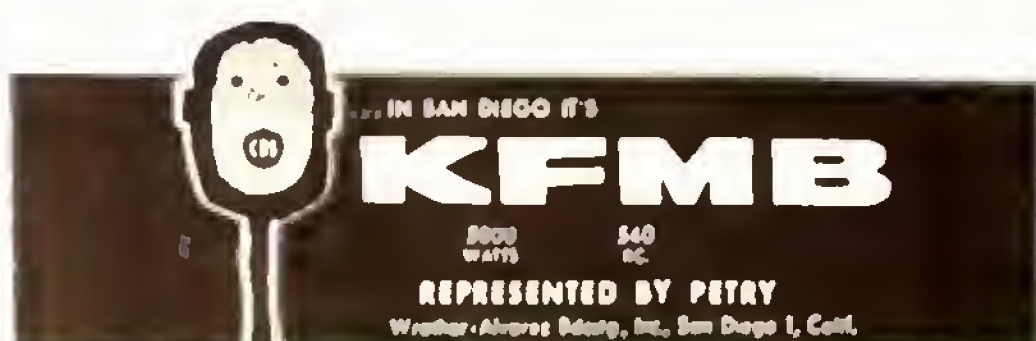 ... IN SAN DIEGO IT'S
KFMB
5000 540
WATTS KC.
REPRESENTED BY PETRY
Wrather-Alvarez Bdcstg., Inc., San Diego 1, Calif.